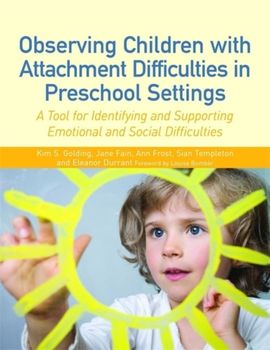 Observing Children with
Attachment Difficulties in
Preschool Settings
A Tool for Identifying and Supporting
Emotional and Social Difficulties
Kim S. Golding, Jane Fain, Ann Frost, Sian Templeton
and Eleanor Durrant Foreword by Louise Bombèr